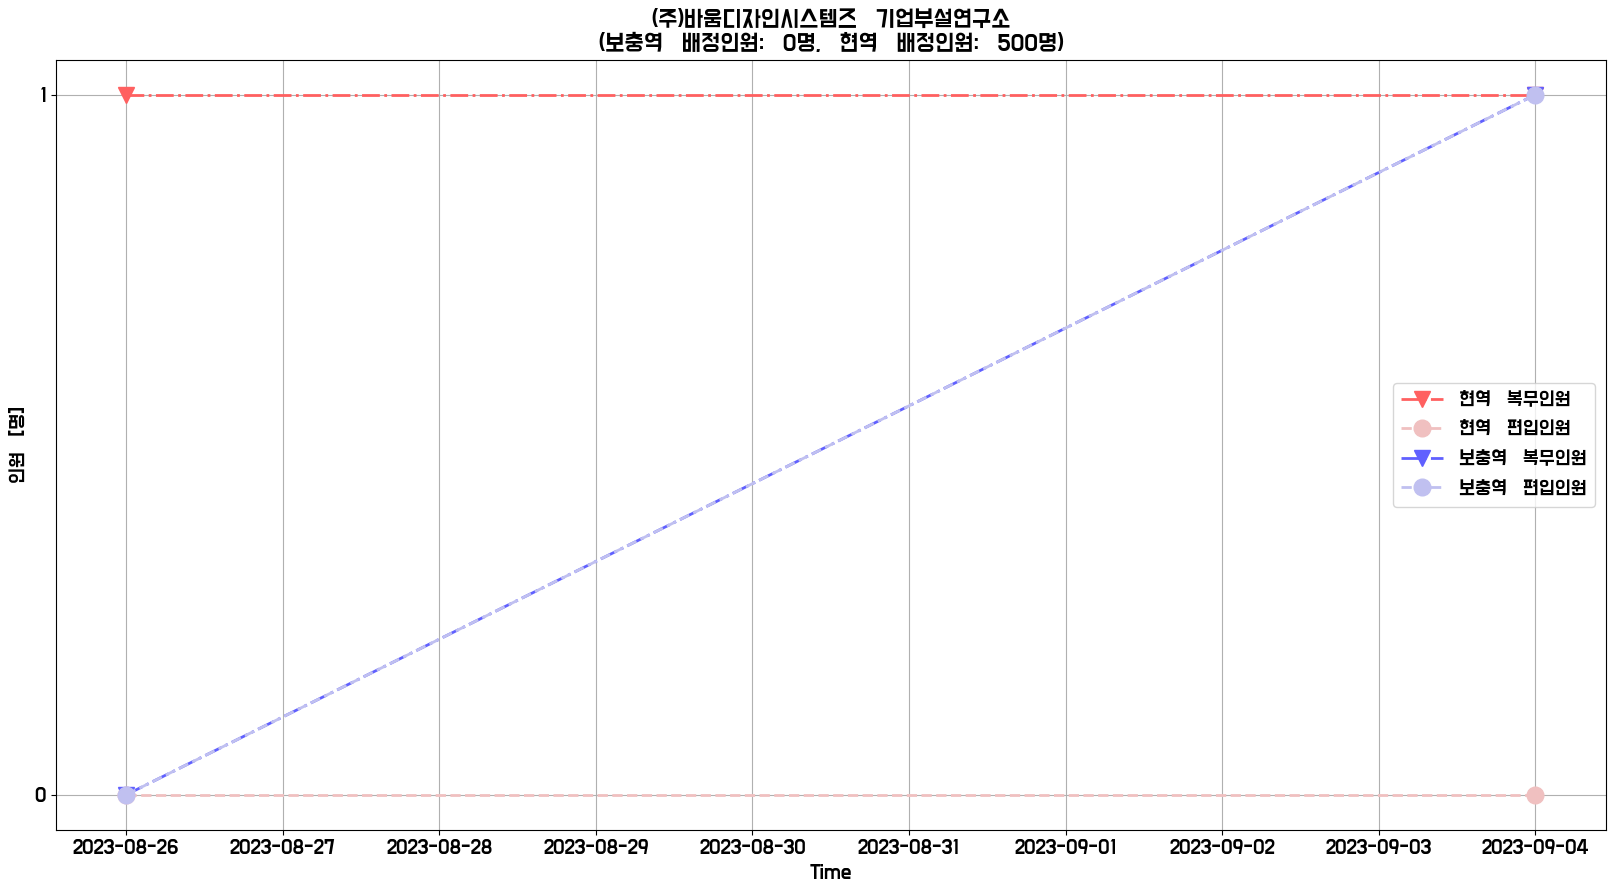 (주)바움디자인시스템즈 기업부설연구소
(보충역 배정인원: 0명, 현역 배정인원: 500명)
1
0
인원 [명]
현역 복무인원
현역 편입인원
보충역 복무인원
보충역 편입인원
2023-08-26 2023-08-27 2023-08-28 2023-08-29 2023-08-30 2023-08-31 2023-09-01 2023-09-02 2023-09-03 2023-09-04
Time